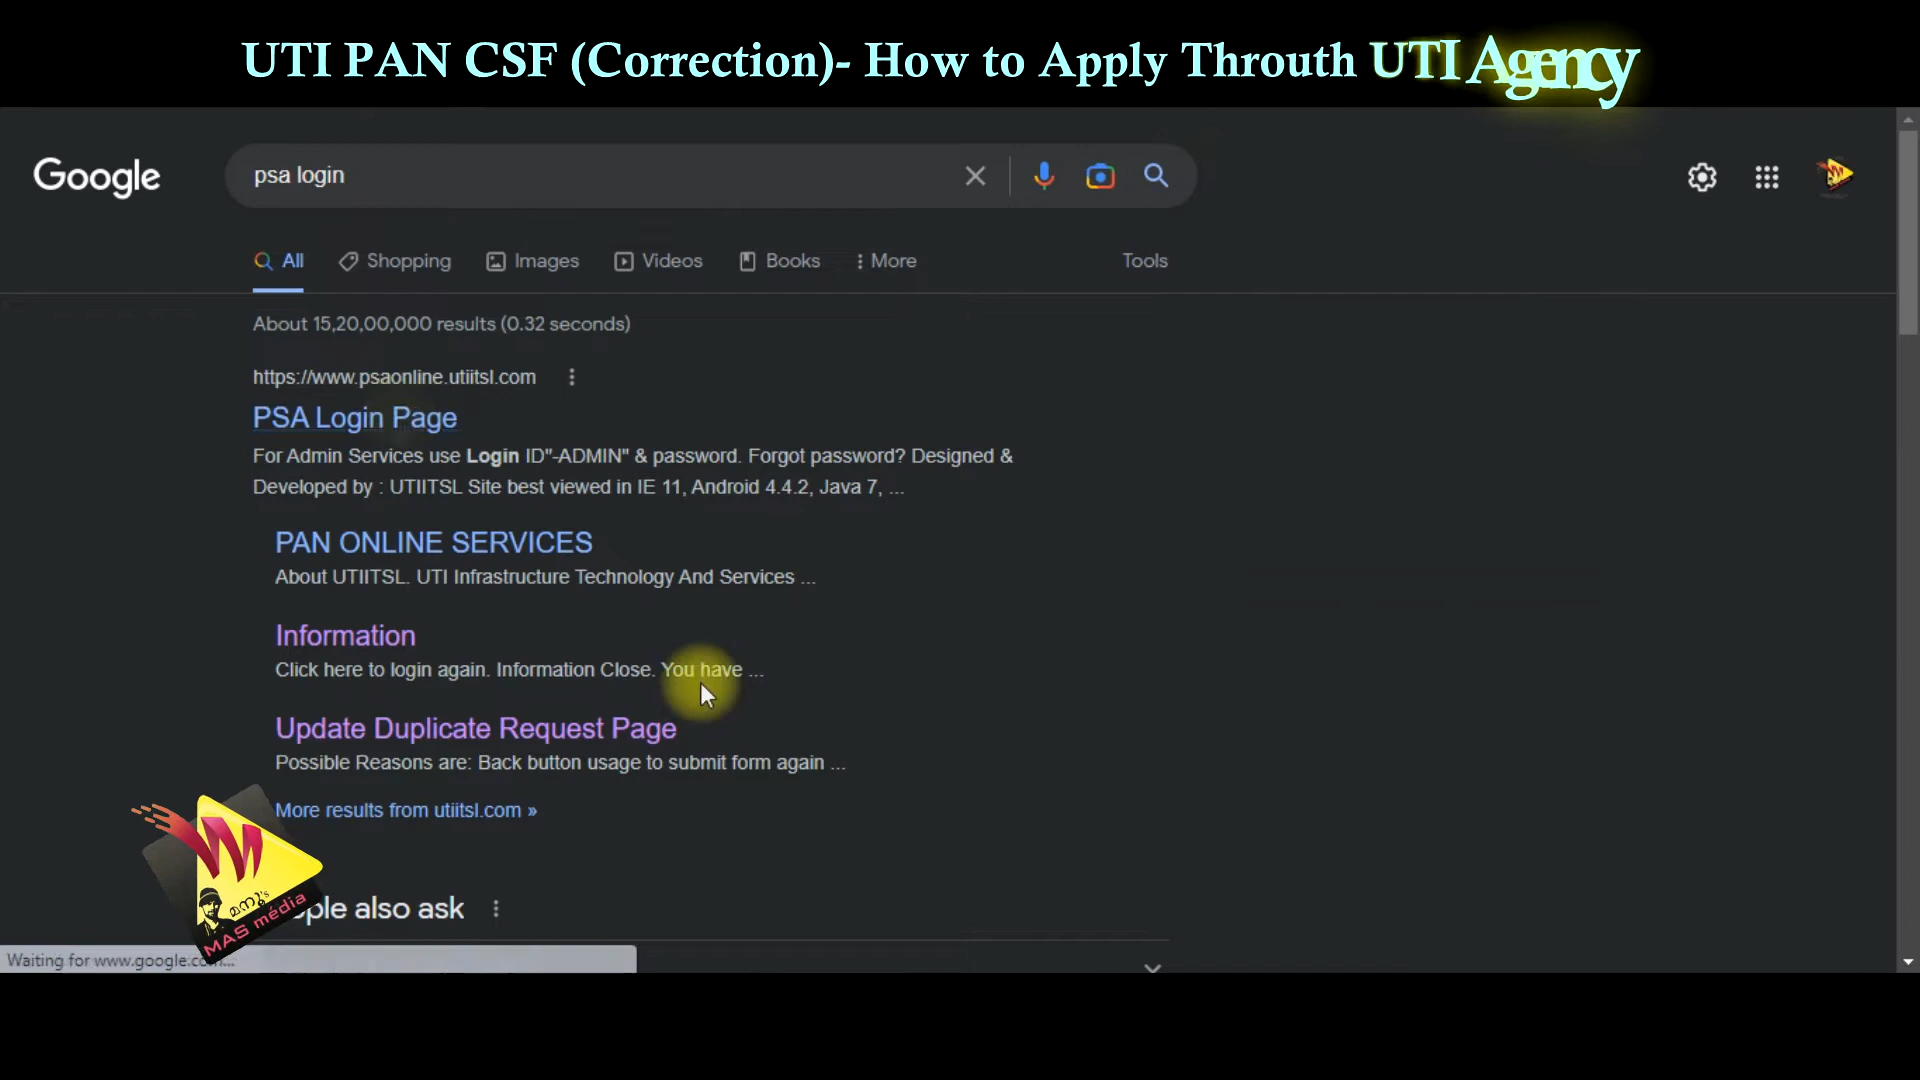 UTI PAN CSF (Correction)- How to Apply Throuth UTI Agency
Google
psa login
All
Shopping
Images
Videos
Books
More
Tools
About 15,20,00,000 results (0.32 seconds)
https://www.psaonline.utiitsl.com
PSA Login Page
For Admin Services use Login ID"-ADMIN" & password. Forgot password? Designed &
Developed by : UTIITSL Site best viewed in IE 11, Android 4.4.2, Java 7, ...
PAN ONLINE SERVICES
About UTIITSL. UTI Infrastructure Technology And Services ...
Information
Click here to login again. Information Close. You have ...
Update Duplicate Request Page
Possible Reasons are: Back button usage to submit form again ...
More results from utiitsl.com »
മനൂ's
MAS média
ople also ask
Waiting for www.google.co...